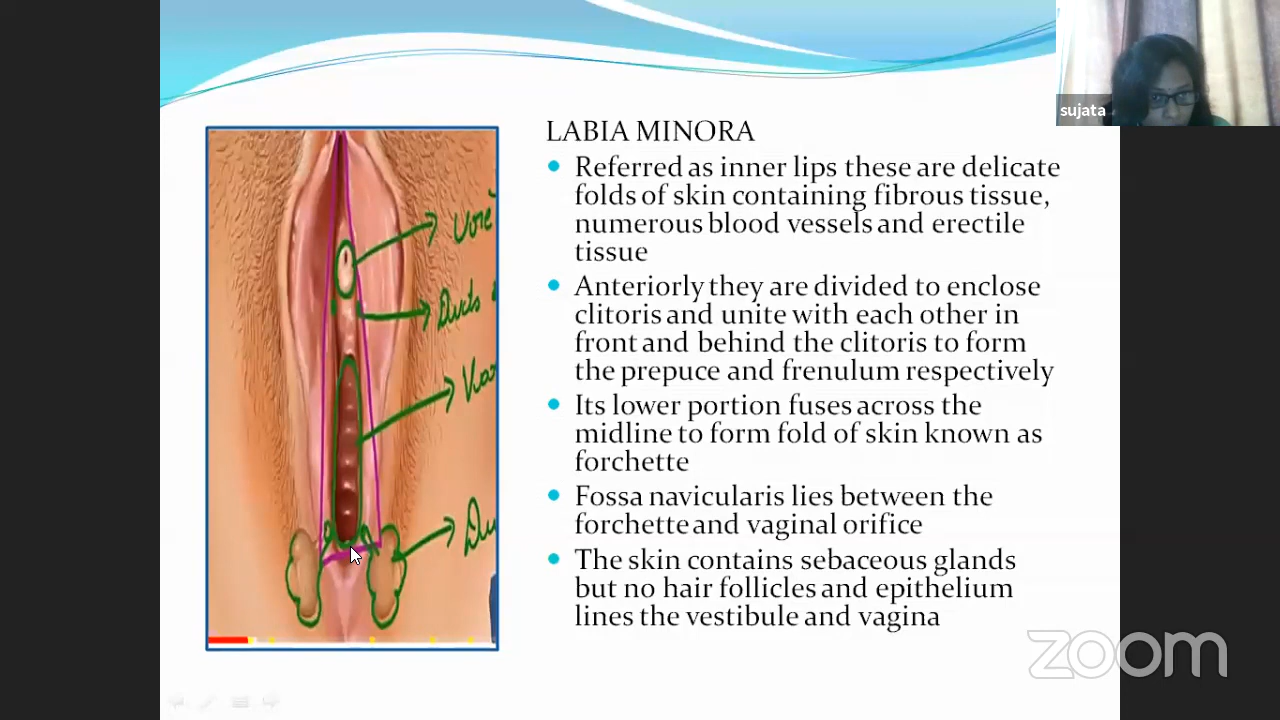 sujata
LABIA MINORA
Referred as inner lips these are delicate
folds of skin containing fibrous tissue,
numerous blood vessels and erectile
tissue
Anteriorly they are divided to enclose
clitoris and unite with each other in
front and behind the clitoris to form
the prepuce and frenulum respectively
Its lower portion fuses across the
midline to form fold of skin known as
forchette
Fossa navicularis lies between the
forchette and vaginal orifice
The skin contains sebaceous glands
but no hair follicles and epithelium
lines the vestibule and vagina
Ducts
zoom